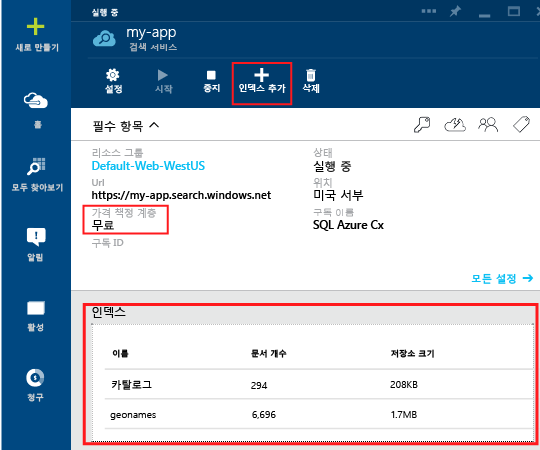 실행 중
my-app
검색 서비스
새로 만들기
홈
모두 찾아보기
알림
활성
청구
설정 시작 중지 인덱스 추가 삭제
필수 항목
리소스 그룹 상태
Default-Web-WestUS 실행 중
Url 위치
https://my-app.search.windows.net 미국 서부
가격 책정 계층 구독 이름
무료 SQL Azure Cx
구독 ID
모든 설정
인덱스
이름 문서 개수 저장소 크기
카탈로그 294 208KB
geonames 6,696 1.7MB